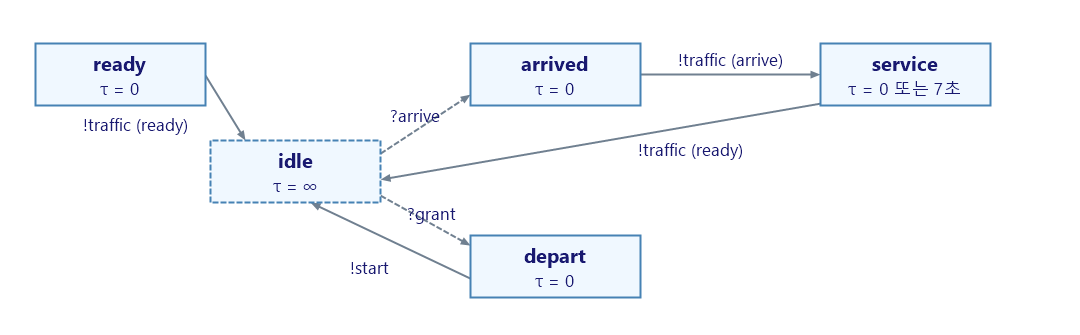 ready
τ = 0
arrived
τ = 0
!traffic (arrive)
service
τ = 0 또는 7초
!traffic (ready)
?arrive
idle
τ = ∞
!traffic (ready)
?grant
!start
depart
τ = 0